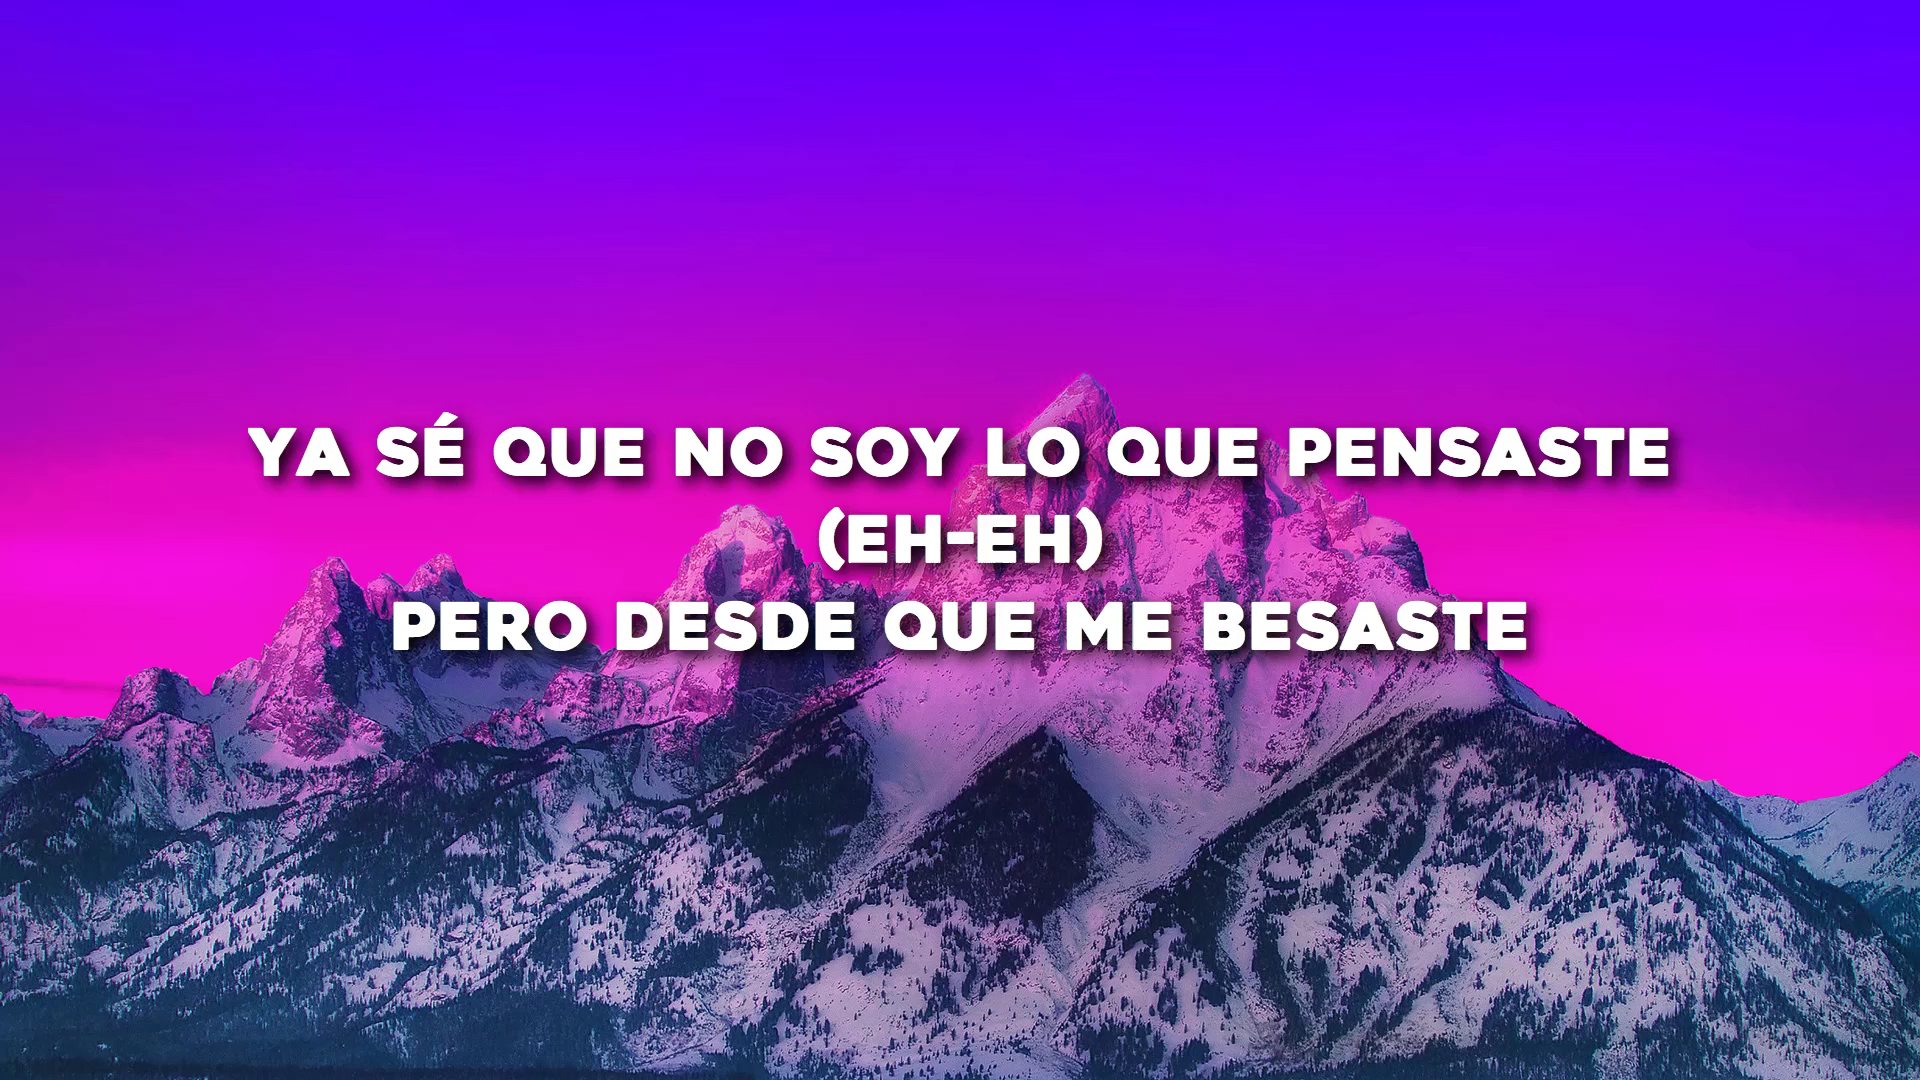 YA SÉ QUE NO SOY LO QUE PENSASTE
(EH-EH)
PERO DESDE QUE ME BESASTE